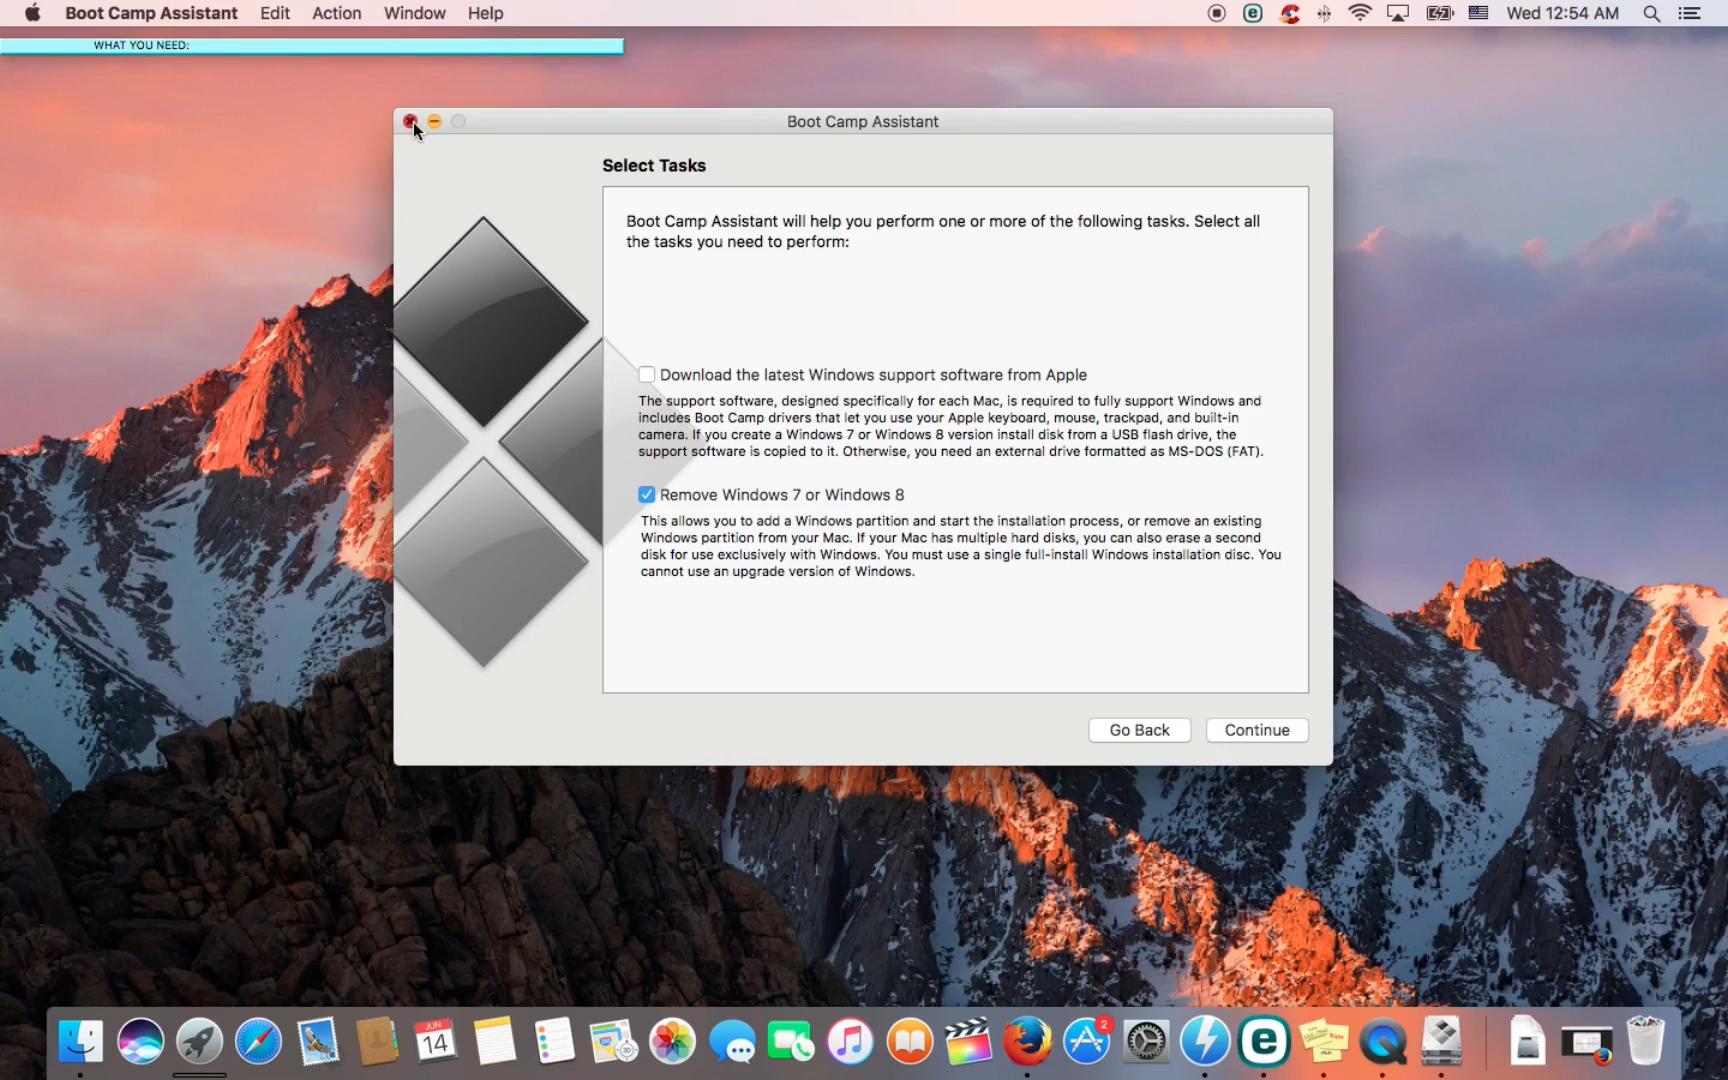 Boot Camp Assistant Edit Action Window Help Wed 12:54 AM
WHAT YOU NEED:
Boot Camp Assistant
Select Tasks
Boot Camp Assistant will help you perform one or more of the following tasks. Select all
the tasks you need to perform:
Download the latest Windows support software from Apple
The support software, designed specifically for each Mac, is required to fully support Windows and
includes Boot Camp drivers that let you use your Apple keyboard, mouse, trackpad, and built-in
camera. If you create a Windows 7 or Windows 8 version install disk from a USB flash drive, the
support software is copied to it. Otherwise, you need an external drive formatted as MS-DOS (FAT).
Remove Windows 7 or Windows 8
This allows you to add a Windows partition and start the installation process, or remove an existing
Windows partition from your Mac. If your Mac has multiple hard disks, you can also erase a second
disk for use exclusively with Windows. You must use a single full-install Windows installation disc. You
cannot use an upgrade version of Windows.
Go Back Continue
JUN
14
2